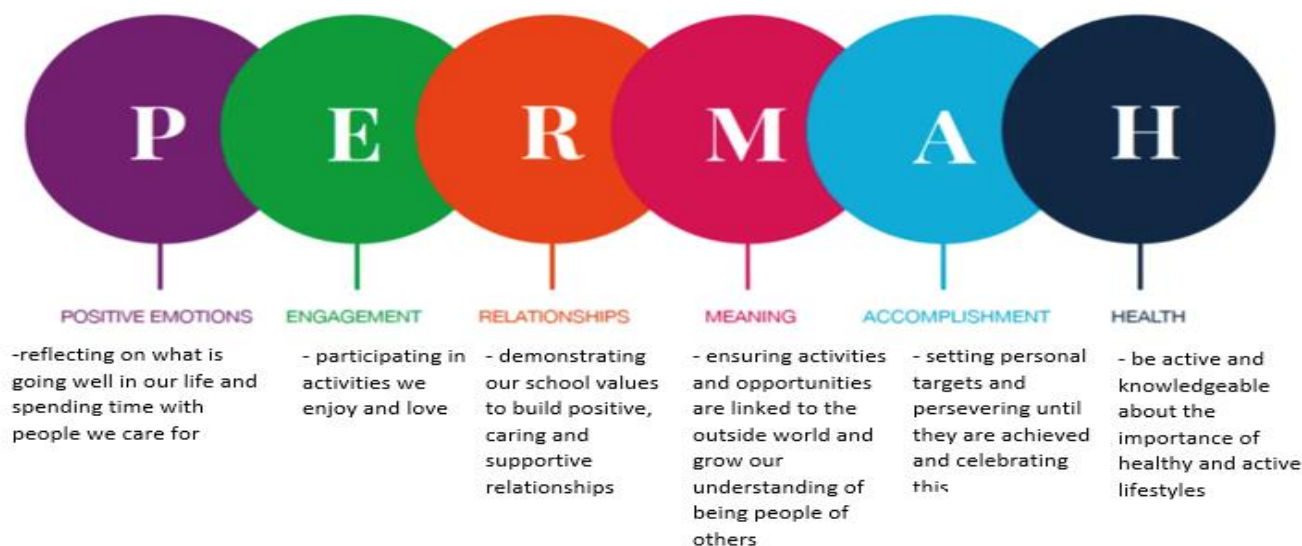 P E R M A H
POSITIVE EMOTIONS
-reflecting on what is
going well in our life and
spending time with
people we care for
ENGAGEMENT
- participating in
activities we
enjoy and love
RELATIONSHIPS
- demonstrating
our school values
to build positive,
caring and
supportive
relationships
MEANING
- ensuring activities
and opportunities
are linked to the
outside world and
grow our
understanding of
being people of
others
ACCOMPLISHMENT
- setting personal
targets and
persevering until
they are achieved
and celebrating
this
HEALTH
- be active and
knowledgeable
about the
importance of
healthy and active
lifestyles